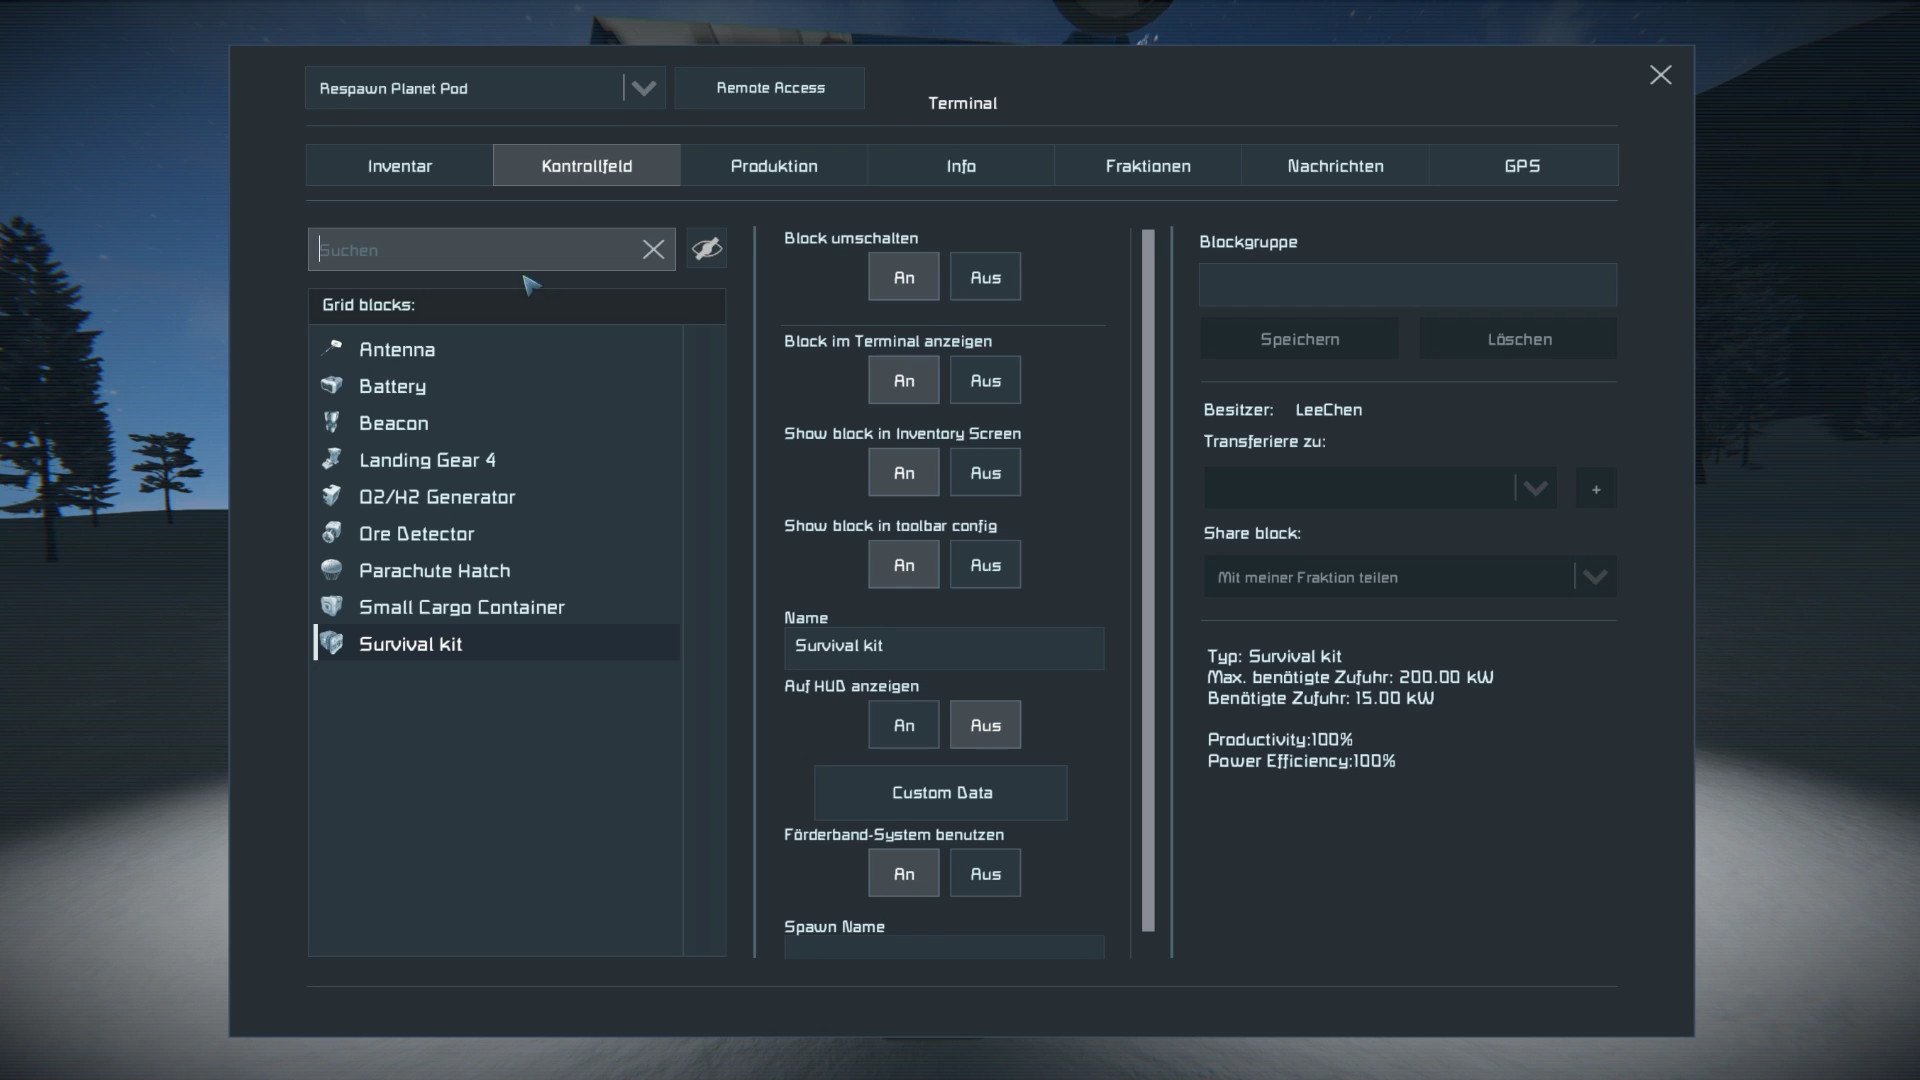 Respawn Planet Pod
Remote Access
Terminal
Inventar
Kontrollfeld
Produktion
Info
Fraktionen
Nachrichten
GPS
Suchen
Grid blocks:
Antenna
Battery
Beacon
Landing Gear 4
O2/H2 Generator
Ore Detector
Parachute Hatch
Small Cargo Container
Survival kit
Block umschalten
An Aus
Block im Terminal anzeigen
An Aus
Show block in Inventory Screen
An Aus
Show block in toolbar config
An Aus
Name
Survival kit
Auf HUD anzeigen
An Aus
Custom Data
Förderband-System benutzen
An Aus
Spawn Name
Blockgruppe
Speichern Löschen
Besitzer: LeeChen
Transferiere zu:
+
Share block:
Mit meiner Fraktion teilen
Typ: Survival kit
Max. benötigte Zufuhr: 200.00 kW
Benötigte Zufuhr: 15.00 kW
Productivity:100%
Power Efficiency:100%